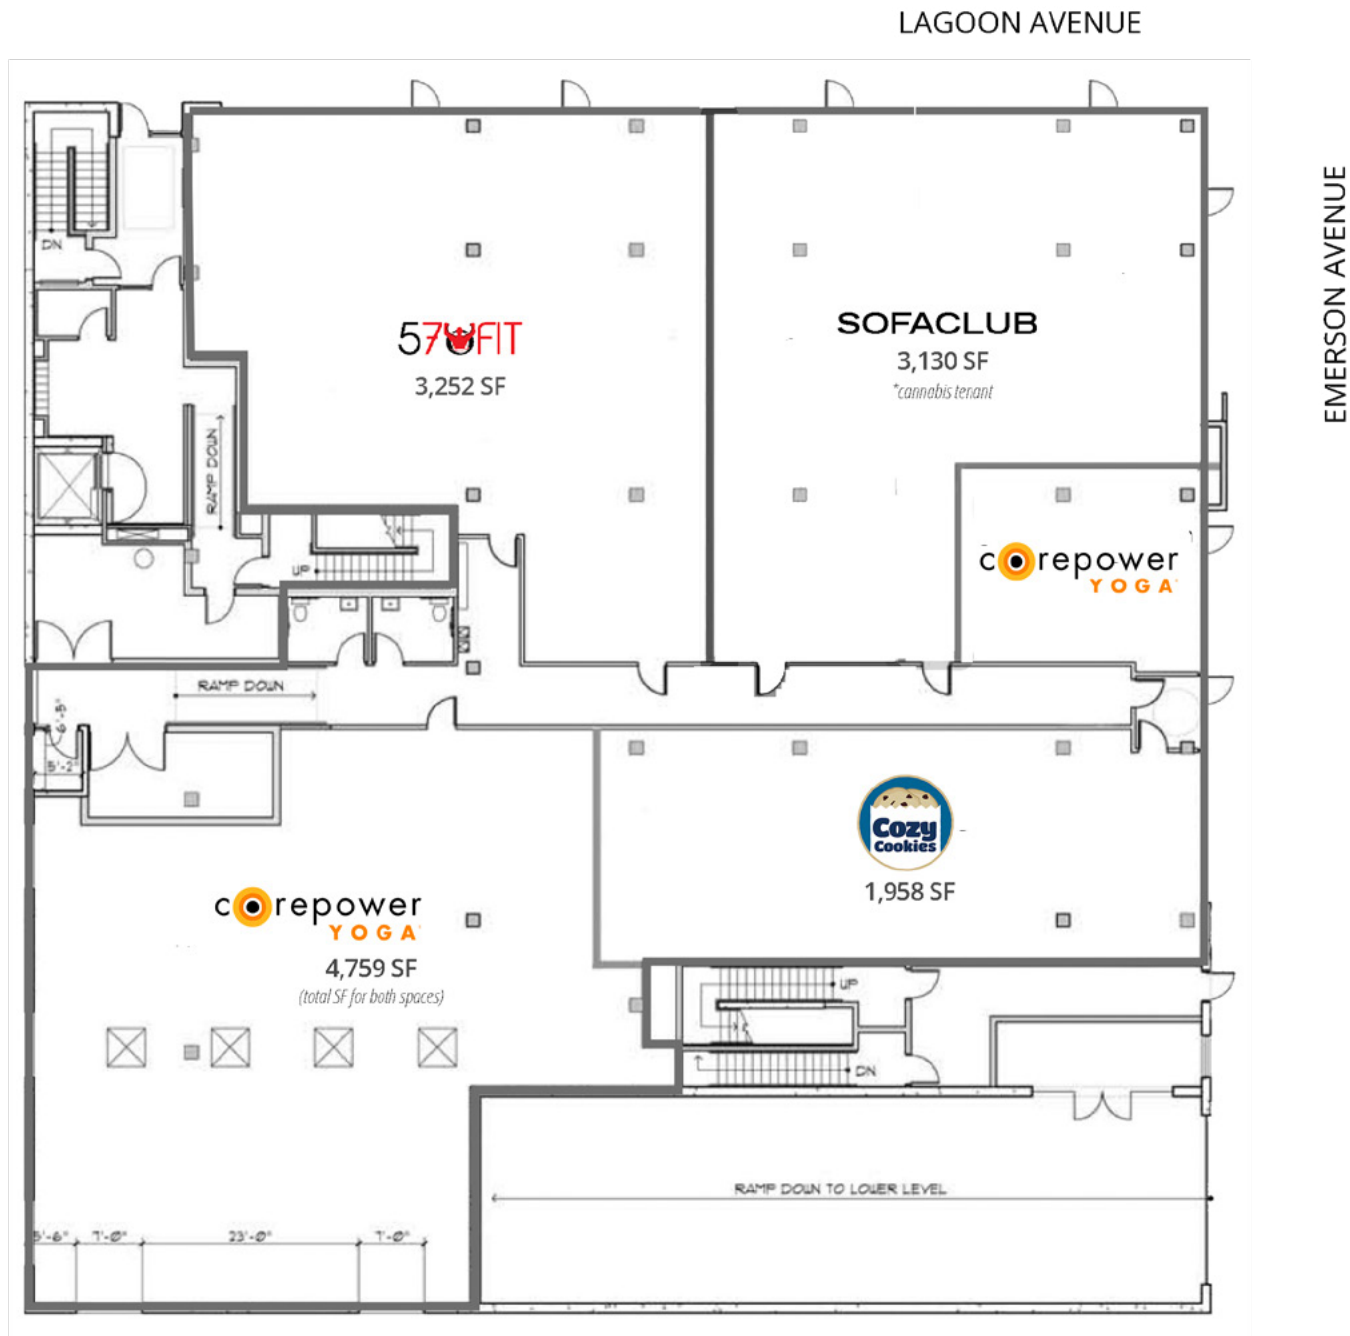 LAGOON AVENUE
EMERSON AVENUE
DN
570FIT
3,252 SF
SOFACLUB
3,130 SF
*cannabis tenant
RAMP DOWN
UP
corepower
YOGA
RAMP DOWN
6'-8"
5'-2"
Cozy
Cookies
1,958 SF
corepower
YOGA
4,759 SF
(total SF for both spaces)
UP
DN
RAMP DOWN TO LOWER LEVEL
5'-6"
7'-0"
23'-0"
7'-0"